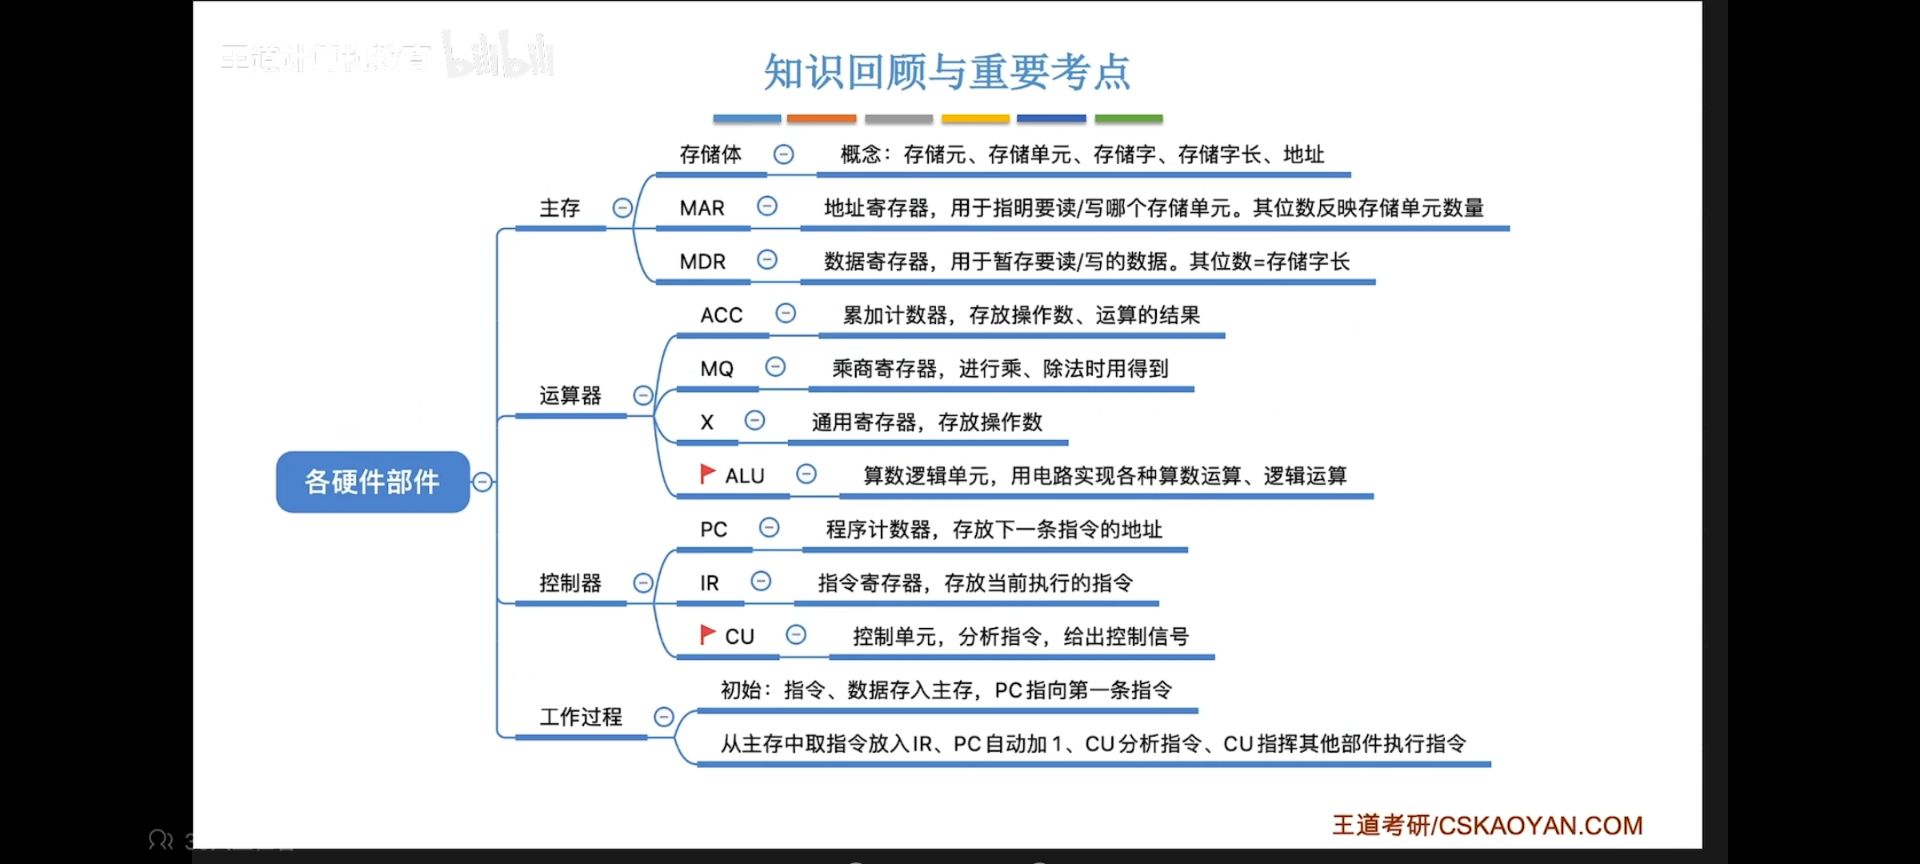 王道计算机教育 bilibili
知识回顾与重要考点
存储体 概念：存储元、存储单元、存储字、存储字长、地址
主存 MAR 地址寄存器，用于指明要读/写哪个存储单元。其位数反映存储单元数量
MDR 数据寄存器，用于暂存要读/写的数据。其位数=存储字长
ACC 累加计数器，存放操作数、运算的结果
MQ 乘商寄存器，进行乘、除法时用得到
运算器
X 通用寄存器，存放操作数
ALU 算数逻辑单元，用电路实现各种算数运算、逻辑运算
各硬件部件
PC 程序计数器，存放下一条指令的地址
控制器 IR 指令寄存器，存放当前执行的指令
CU 控制单元，分析指令，给出控制信号
初始：指令、数据存入主存，PC指向第一条指令
工作过程
从主存中取指令放入IR、PC自动加1、CU分析指令、CU指挥其他部件执行指令
王道考研/CSKAOYAN.COM